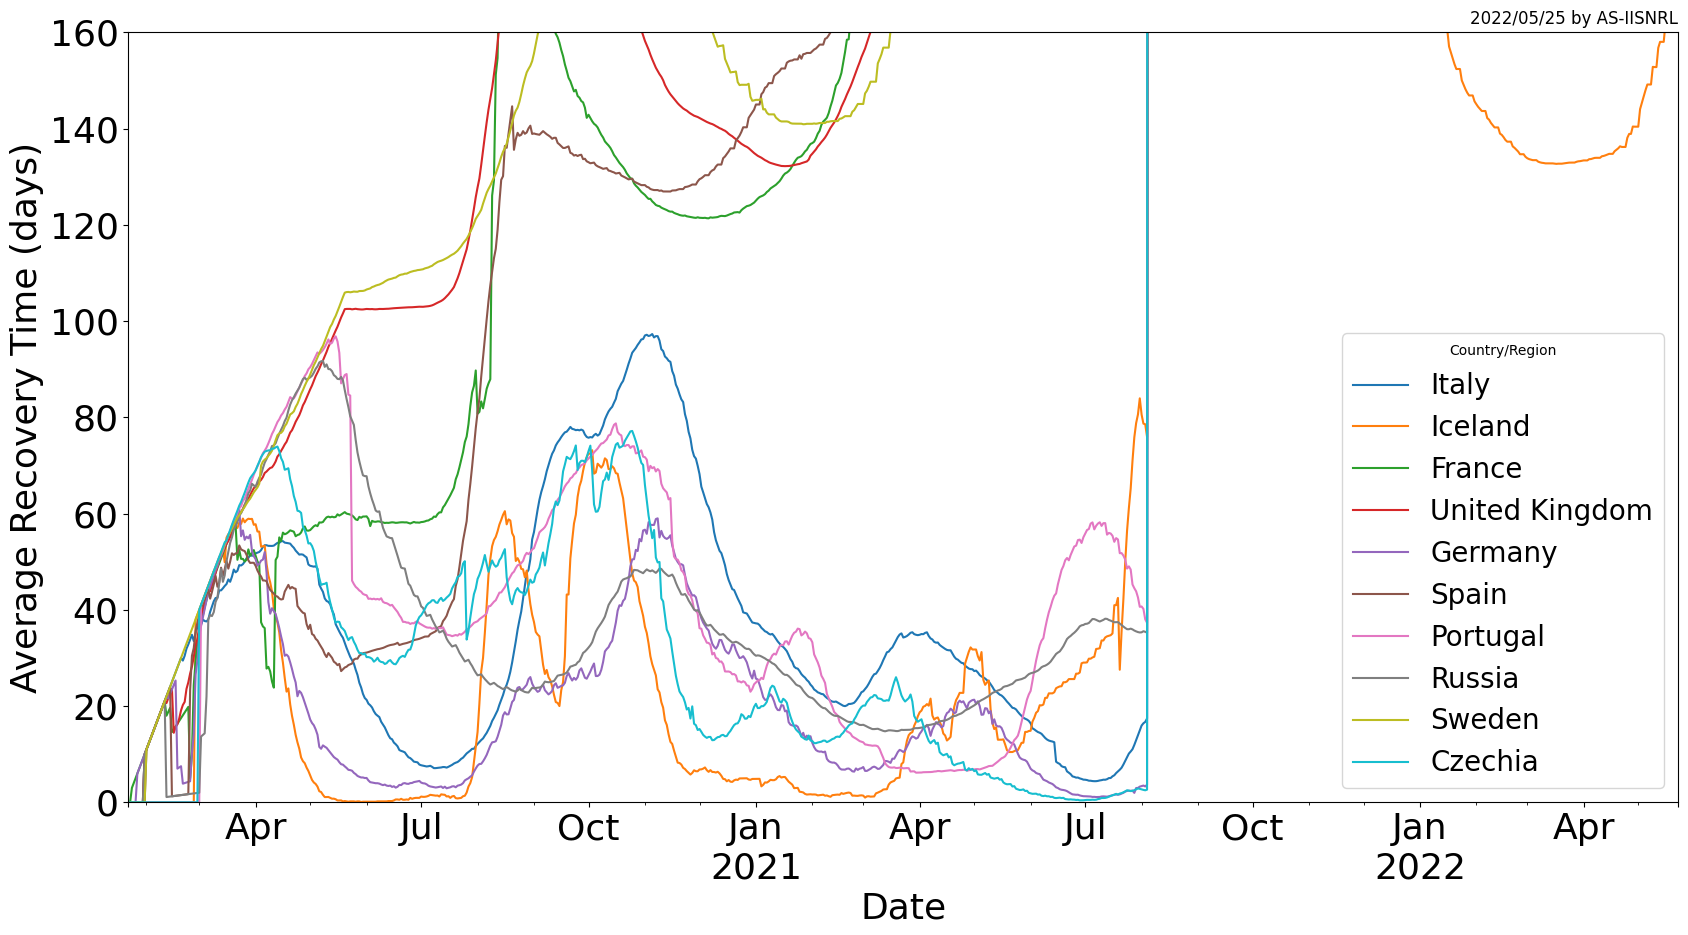 2022/05/25 by AS-IISNRL
160
140
120
100
80
60
40
20
0
Average Recovery Time (days)
Country/Region
Italy
Iceland
France
United Kingdom
Germany
Spain
Portugal
Russia
Sweden
Czechia
Apr Jul Oct Jan Apr Jul Oct Jan Apr
2021 2022
Date